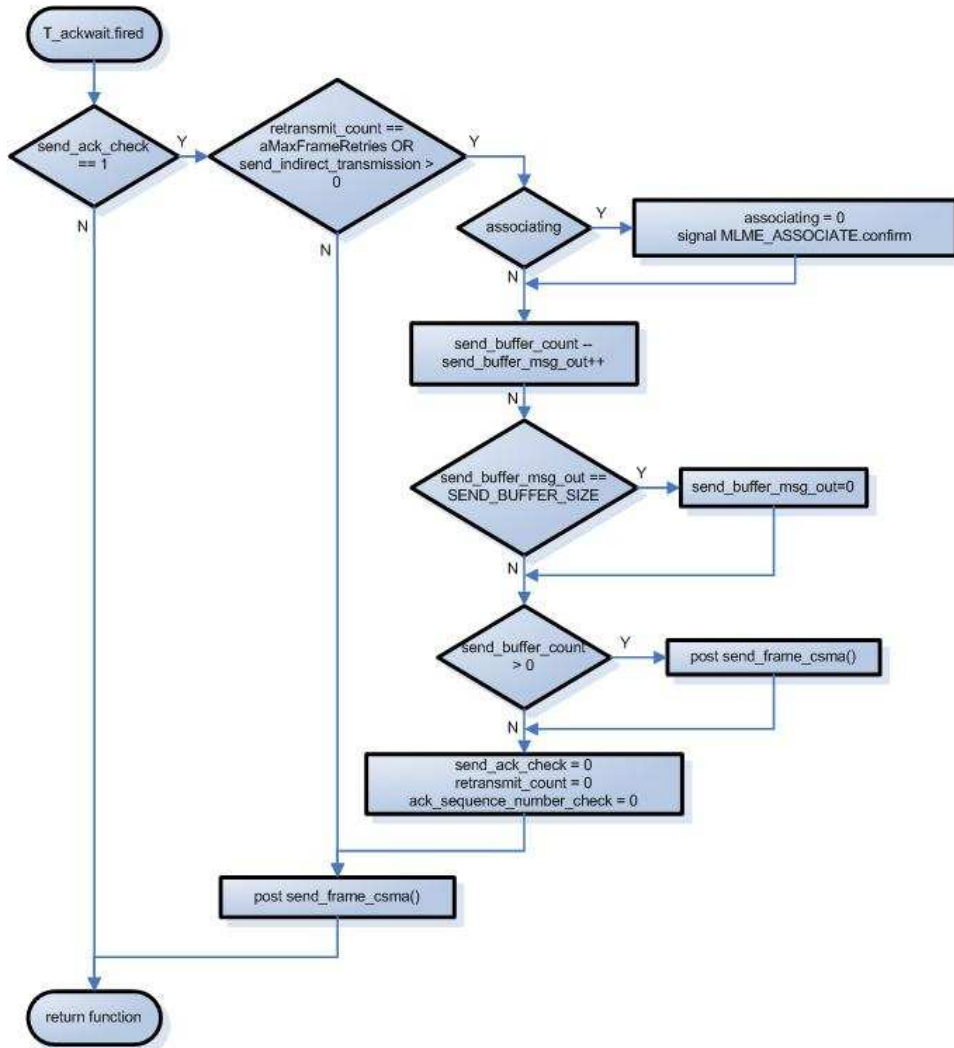 T_ackwait.fired
send_ack_check
== 1
Y
N
retransmit_count ==
aMaxFrameRetries OR
send_indirect_transmission >
0
Y
N
associating
Y
N
associating = 0
signal MLME_ASSOCIATE.confirm
send_buffer_count --
send_buffer_msg_out++
N
send_buffer_msg_out ==
SEND_BUFFER_SIZE
Y
N
send_buffer_msg_out=0
send_buffer_count
> 0
Y
N
post send_frame_csma()
send_ack_check = 0
retransmit_count = 0
ack_sequence_number_check = 0
post send_frame_csma()
return function